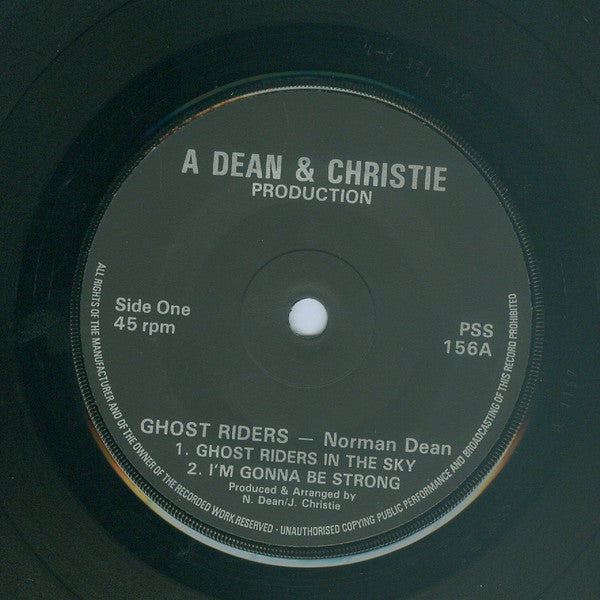 A DEAN & CHRISTIE
PRODUCTION
Side One
45 rpm
PSS
156A
GHOST RIDERS — Norman Dean
1. GHOST RIDERS IN THE SKY
2. I'M GONNA BE STRONG
Produced & Arranged by
N. Dean/J. Christie
ALL RIGHTS OF THE MANUFACTURER AND OF THE OWNER OF THE RECORDED WORK RESERVED - UNAUTHORISED COPYING PUBLIC PERFORMANCE AND BROADCASTING OF THIS RECORD PROHIBITED